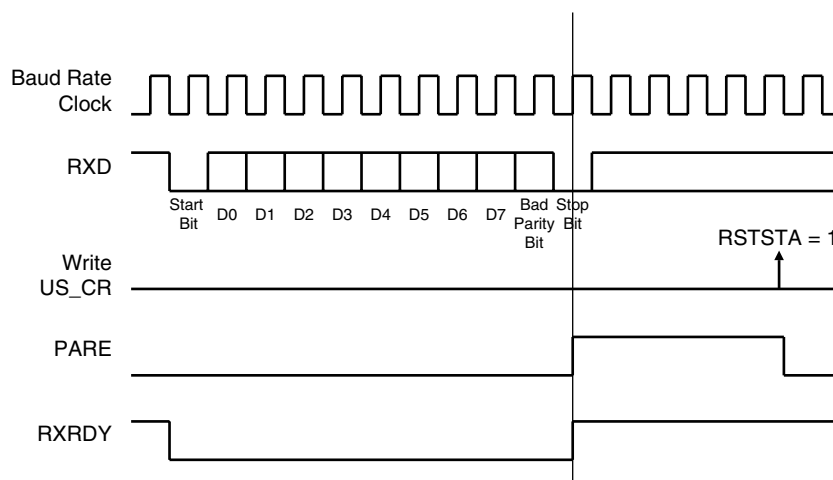 Baud Rate
Clock
RXD
Start
Bit
D0 D1 D2 D3 D4 D5 D6 D7
Bad
Parity
Bit
Stop
Bit
RSTSTA = 1
Write
US_CR
PARE
RXRDY